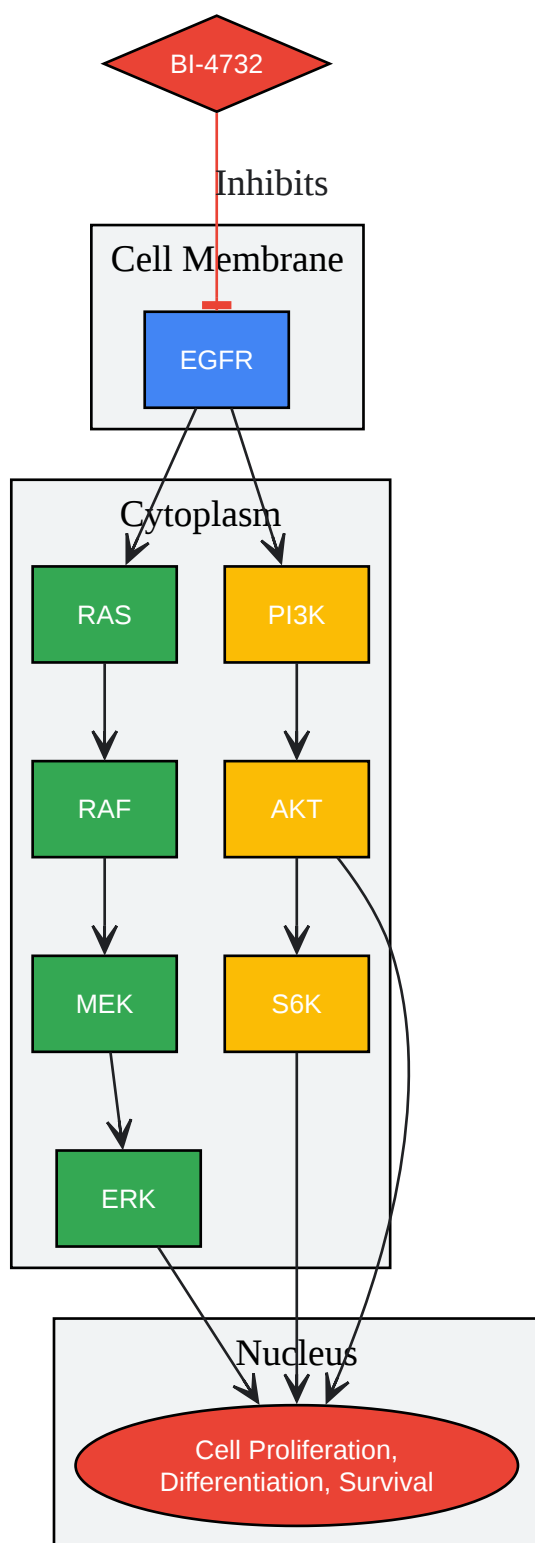 BI-4732
Inhibits
Cell Membrane
EGFR
Cytoplasm
RAS
PI3K
RAF
AKT
MEK
S6K
ERK
Nucleus
Cell Proliferation,
Differentiation, Survival